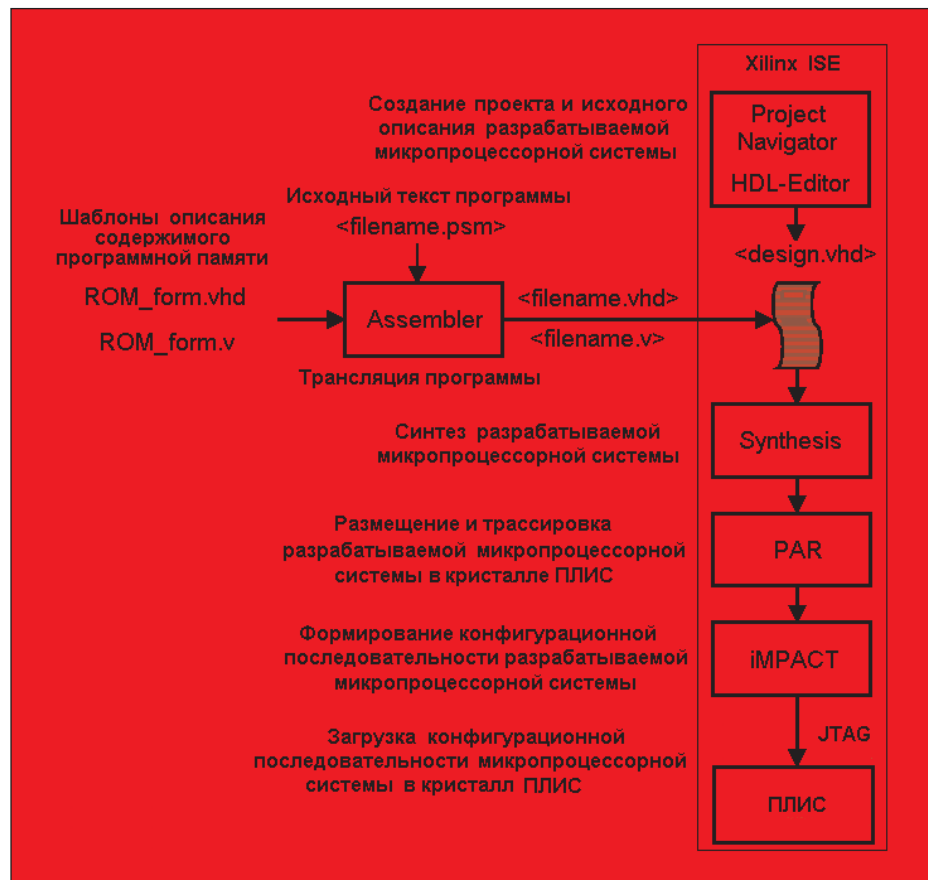 Xilinx ISE
Создание проекта и исходного
описания разрабатываемой
микропроцессорной системы
Project
Navigator
HDL-Editor
Исходный текст программы
<filename.psm>
Шаблоны описания
содержимого
программной памяти
ROM_form.vhd
ROM_form.v
Assembler
<filename.vhd>
<filename.v>
<design.vhd>
Трансляция программы
Синтез разрабатываемой
микропроцессорной системы
Synthesis
Размещение и трассировка
разрабатываемой микропроцессорной
системы в кристалле ПЛИС
PAR
Формирование конфигурационной
последовательности разрабатываемой
микропроцессорной системы
iMPACT
JTAG
Загрузка конфигурационной
последовательности микропроцессорной
системы в кристалл ПЛИС
ПЛИС